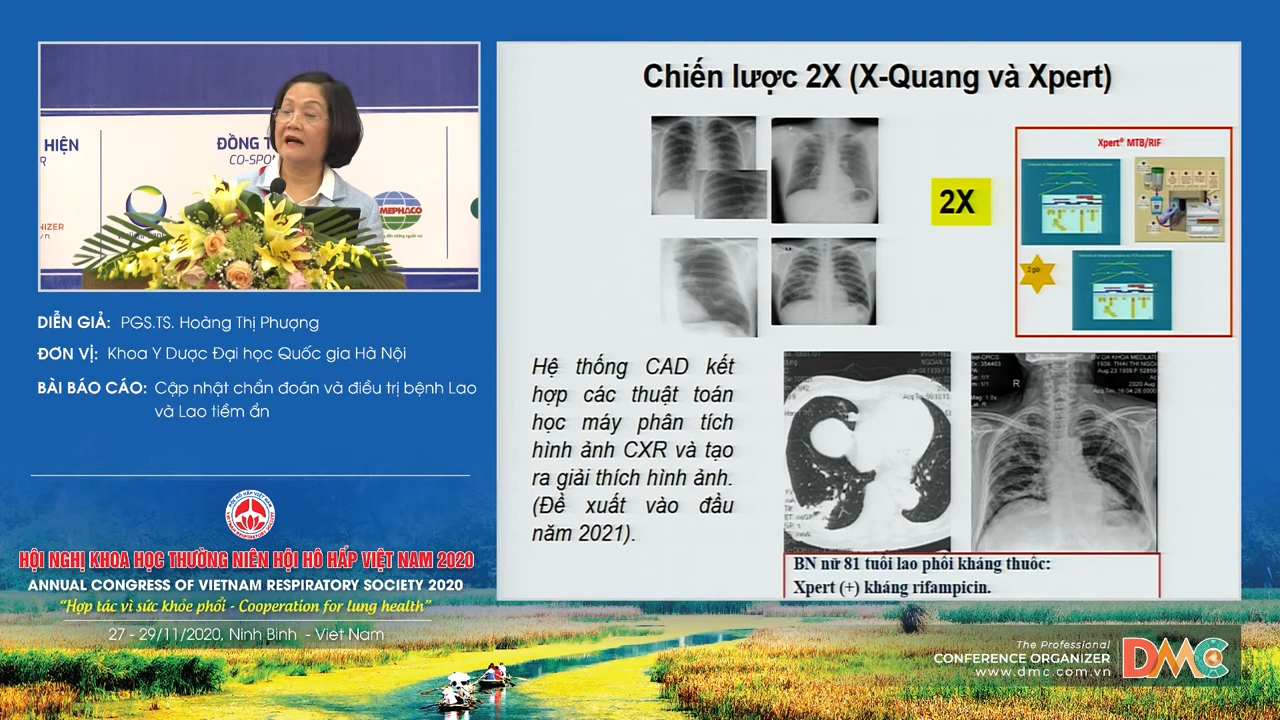 HIỆN
ĐỒNG T
CO-SPON
MEPHACO
DIỄN GIẢ: PGS.TS. Hoàng Thị Phượng
ĐƠN VỊ: Khoa Y Dược Đại học Quốc gia Hà Nội
BÀI BÁO CÁO: Cập nhật chẩn đoán và điều trị bệnh Lao
và Lao tiềm ẩn
HỘI HÔ HẤP VIỆT NAM
HỘI NGHỊ KHOA HỌC THƯỜNG NIÊN HỘI HÔ HẤP VIỆT NAM 2020
ANNUAL CONGRESS OF VIETNAM RESPIRATORY SOCIETY 2020
“Hợp tác vì sức khỏe phổi - Cooperation for lung health”
27 - 29/11/2020, Ninh Bình - Việt Nam
Chiến lược 2X (X-Quang và Xpert)
2X
Xpert® MTB/RIF
2 giờ
Hệ thống CAD kết
hợp các thuật toán
học máy phân tích
hình ảnh CXR và tạo
ra giải thích hình ảnh.
(Đề xuất vào đầu
năm 2021).
R
BN nữ 81 tuổi lao phổi kháng thuốc:
Xpert (+) kháng rifampicin.
The Professional
CONFERENCE ORGANIZER
www.dmc.com.vn
DMC